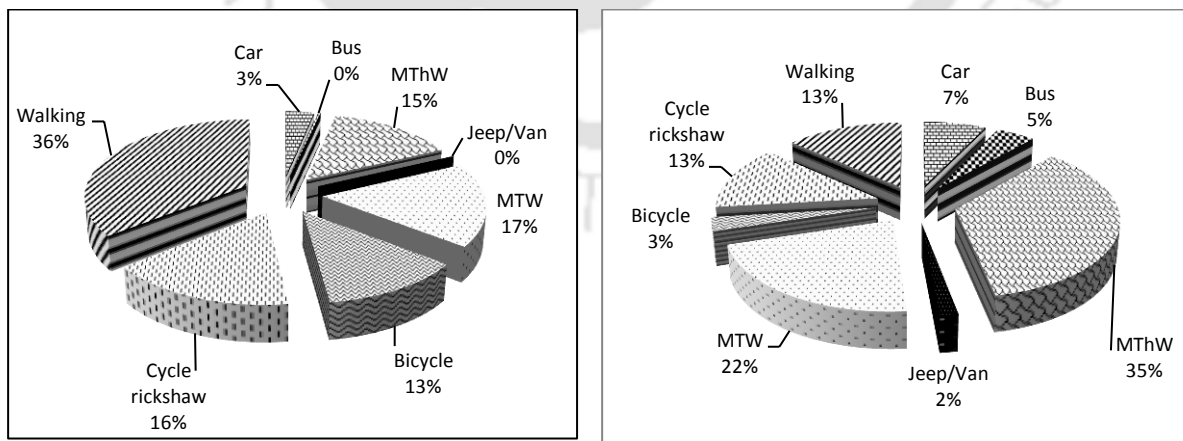 Car
3%
Bus
0%
MThW
15%
Jeep/Van
0%
MTW
17%
Bicycle
13%
Cycle
rickshaw
16%
Walking
36%
Car
7%
Bus
5%
MThW
35%
Jeep/Van
2%
MTW
22%
Bicycle
3%
Cycle
rickshaw
13%
Walking
13%